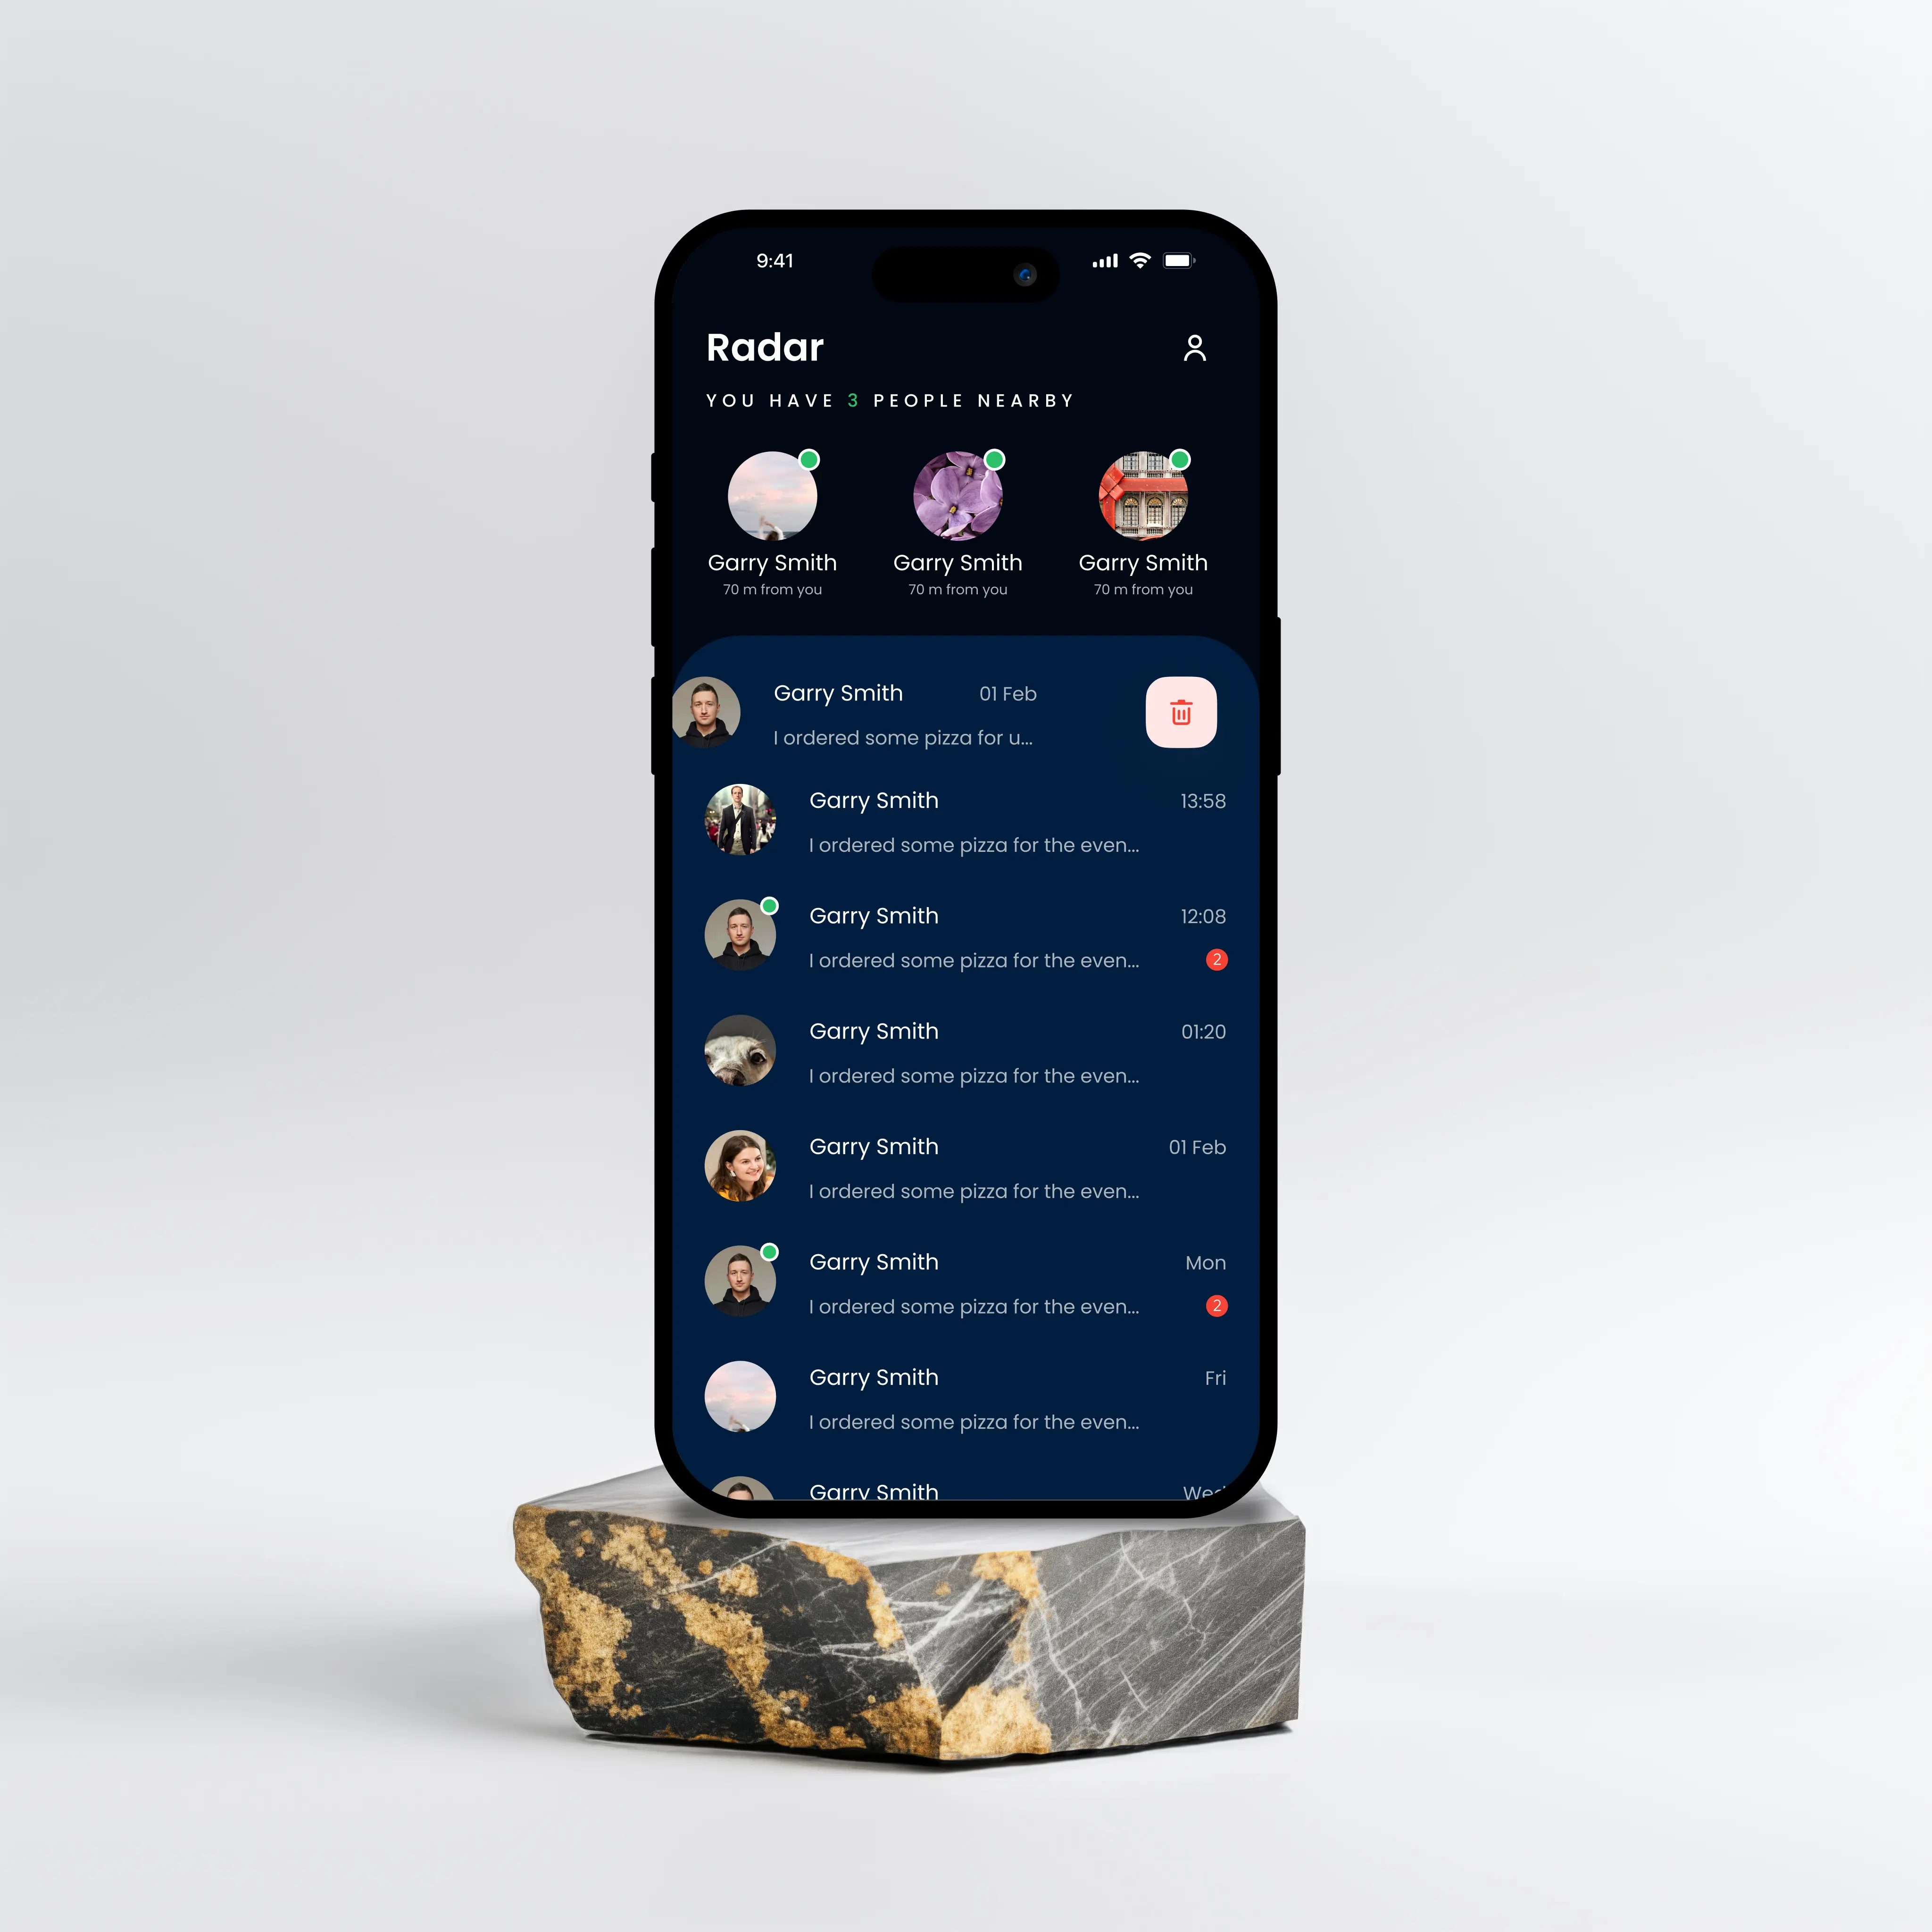 9:41
Radar
YOU HAVE 3 PEOPLE NEARBY
Garry Smith Garry Smith Garry Smith
70 m from you 70 m from you 70 m from you
Garry Smith 01 Feb
I ordered some pizza for u...
Garry Smith 13:58
I ordered some pizza for the even...
Garry Smith 12:08
I ordered some pizza for the even... 2
Garry Smith 01:20
I ordered some pizza for the even...
Garry Smith 01 Feb
I ordered some pizza for the even...
Garry Smith Mon
I ordered some pizza for the even... 2
Garry Smith Fri
I ordered some pizza for the even...
Garry Smith Wed